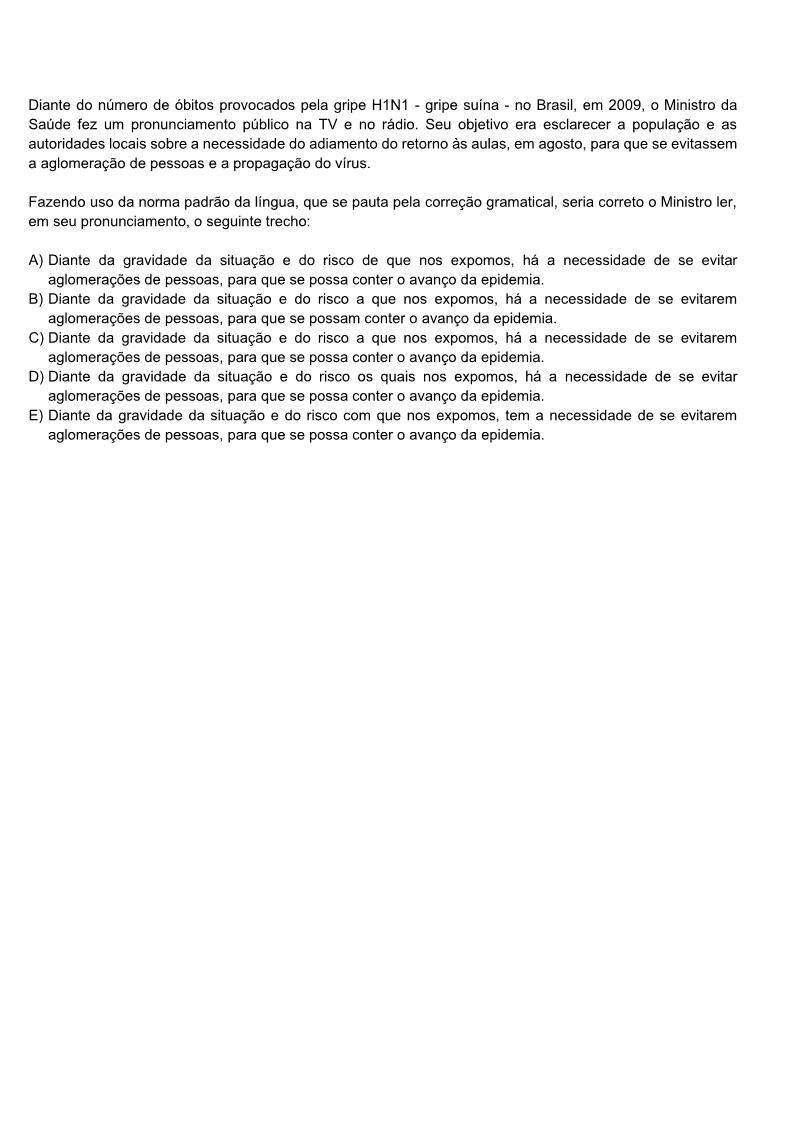 Diante do número de óbitos provocados pela gripe H1N1 - gripe suína - no Brasil, em 2009, o Ministro da
Saúde fez um pronunciamento público na TV e no rádio. Seu objetivo era esclarecer a população e as
autoridades locais sobre a necessidade do adiamento do retorno às aulas, em agosto, para que se evitassem
a aglomeração de pessoas e a propagação do vírus.
Fazendo uso da norma padrão da língua, que se pauta pela correção gramatical, seria correto o Ministro ler,
em seu pronunciamento, o seguinte trecho:
A) Diante da gravidade da situação e do risco de que nos expomos, há a necessidade de se evitar
aglomerações de pessoas, para que se possa conter o avanço da epidemia.
B) Diante da gravidade da situação e do risco a que nos expomos, há a necessidade de se evitarem
aglomerações de pessoas, para que se possam conter o avanço da epidemia.
C) Diante da gravidade da situação e do risco a que nos expomos, há a necessidade de se evitarem
aglomerações de pessoas, para que se possa conter o avanço da epidemia.
D) Diante da gravidade da situação e do risco os quais nos expomos, há a necessidade de se evitar
aglomerações de pessoas, para que se possa conter o avanço da epidemia.
E) Diante da gravidade da situação e do risco com que nos expomos, tem a necessidade de se evitarem
aglomerações de pessoas, para que se possa conter o avanço da epidemia.